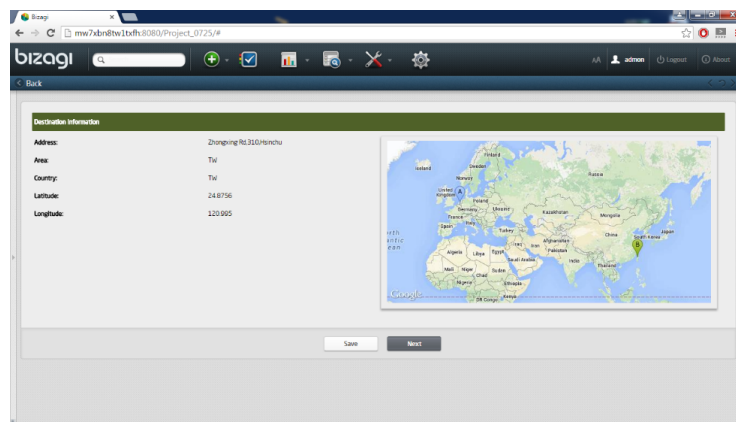 Bizagi
mw7xbn8tw1txfh:8080/Project_0725/#
bizagi
AA admon Logout About
Back
Destination Information
Address: Zhongxing Rd.310,Hsinchu
Area: TW
Country: TW
Latitude: 24.8756
Longitude: 120.985
Finland
Iceland
Sweden
Norway
Russia
United Kingdom
A
Poland
Germany
Ukraine
France
Kazakhstan
Mongolia
Italy
Spain
Turkey
China
South Korea
Japan
Afghanistan
Iraq
Iran
Pakistan
B
Algeria
Libya
Egypt
Saudi Arabia
India
Thailand
Mali
Niger
Sudan
Chad
Nigeria
Ethiopia
Google
DR Congo
Kenya
Save
Next